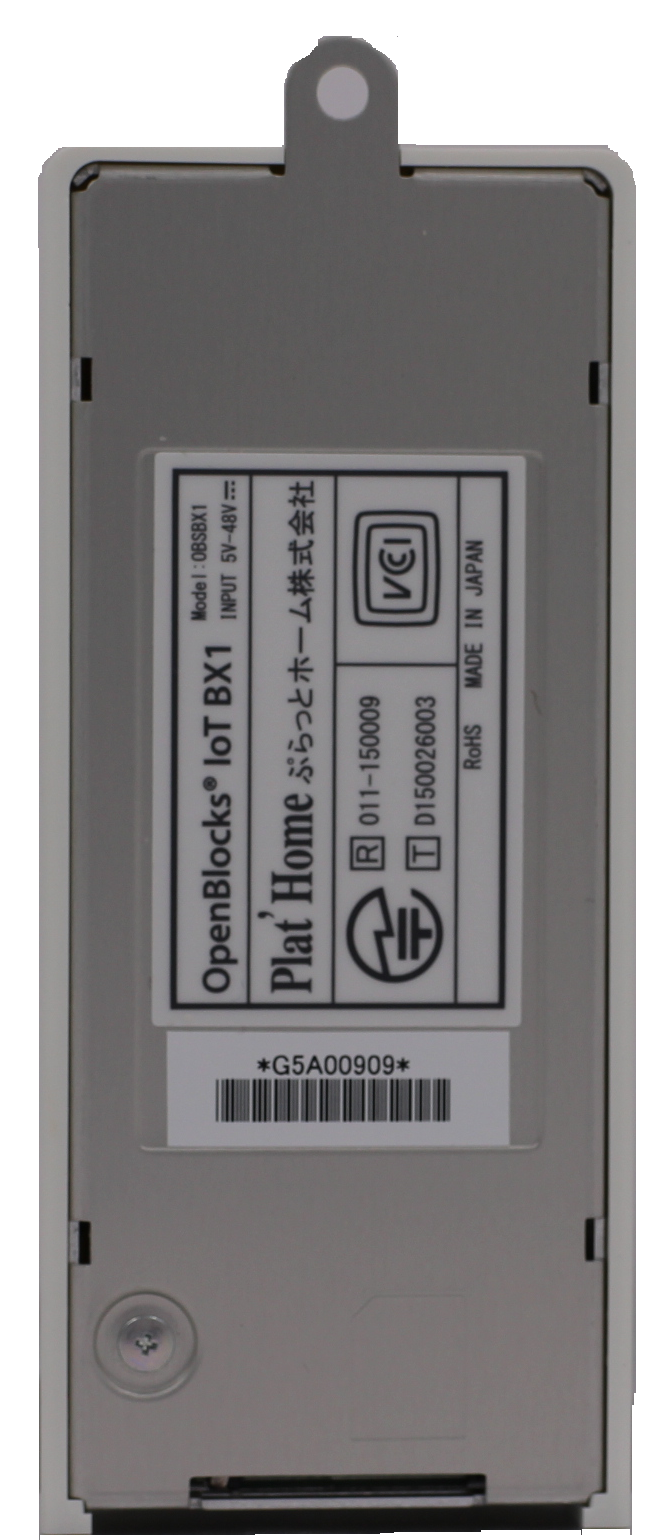 OpenBlocks® IoT BX1
Model:OBSBX1
INPUT 5V-48V⎓
Plat'Home ぷらっとホーム株式会社
R 011-150009
T D150026003
VCCI
RoHS MADE IN JAPAN
*G5A00909*